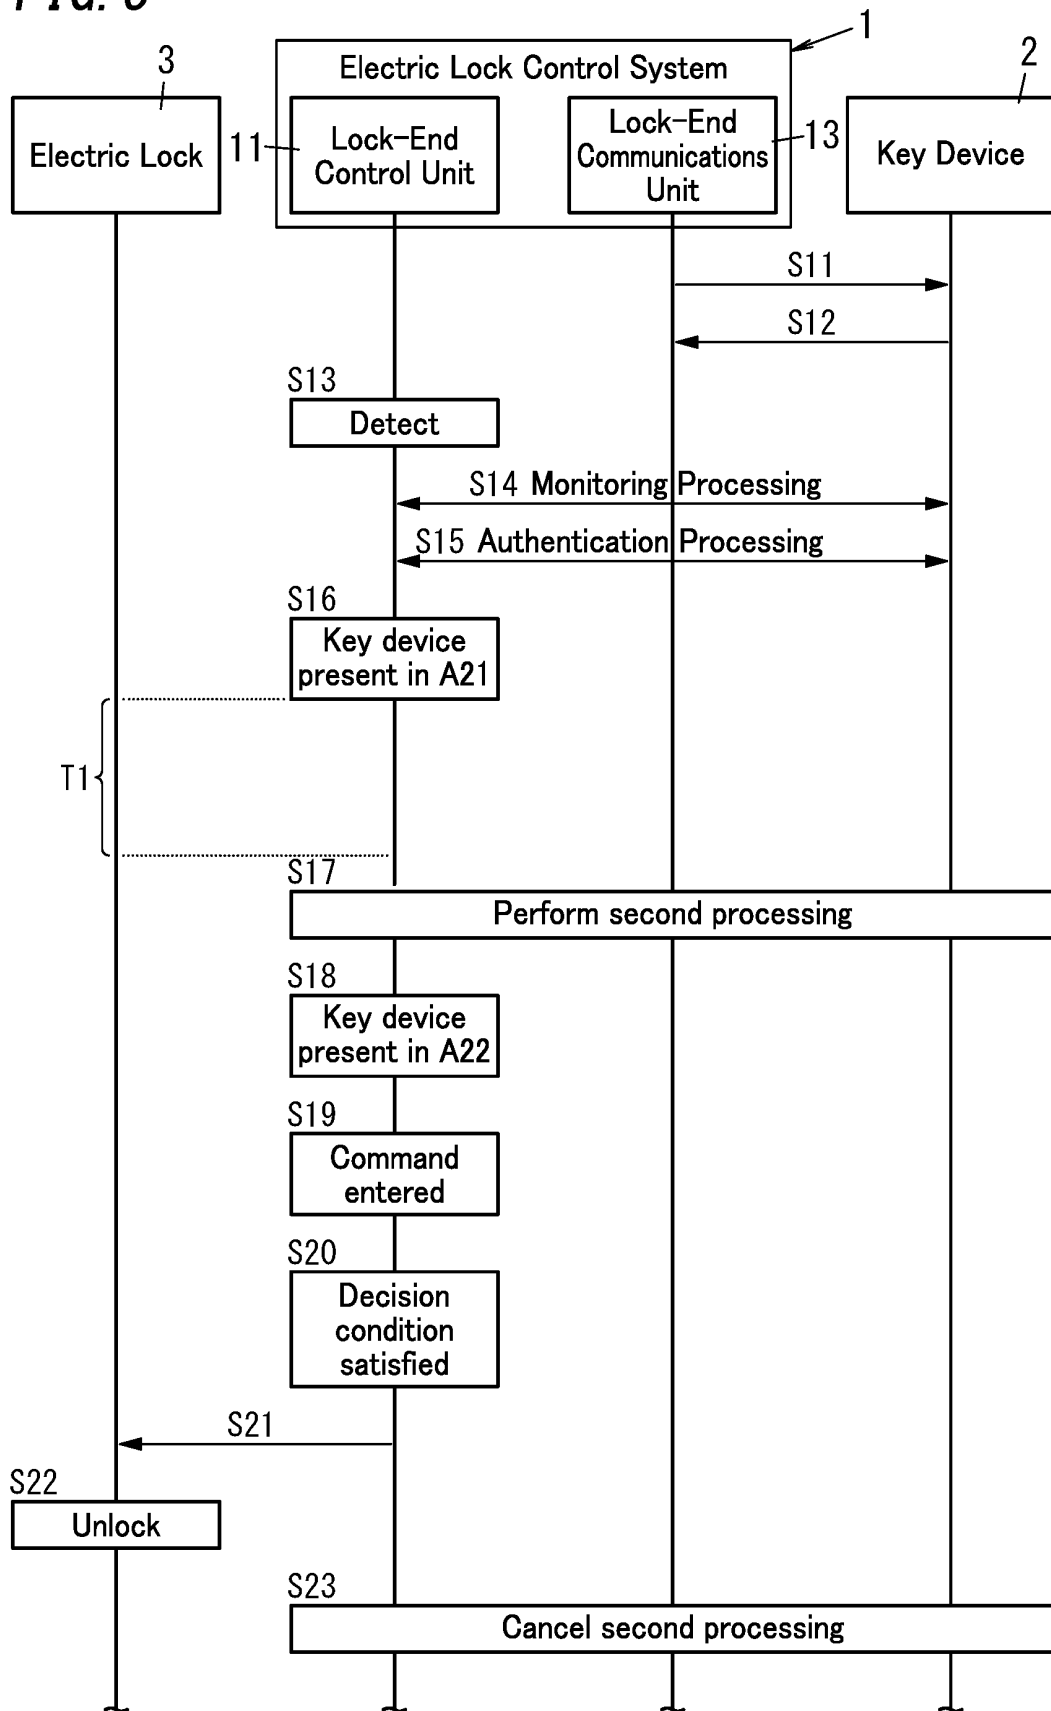 1
Electric Lock Control System
3
2
Electric Lock
11
Lock-End
Control Unit
Lock-End
Communications
Unit
13
Key Device
S11
S12
S13
Detect
S14 Monitoring Processing
S15 Authentication Processing
S16
Key device
present in A21
T1
S17
Perform second processing
S18
Key device
present in A22
S19
Command
entered
S20
Decision
condition
satisfied
S21
S22
Unlock
S23
Cancel second processing